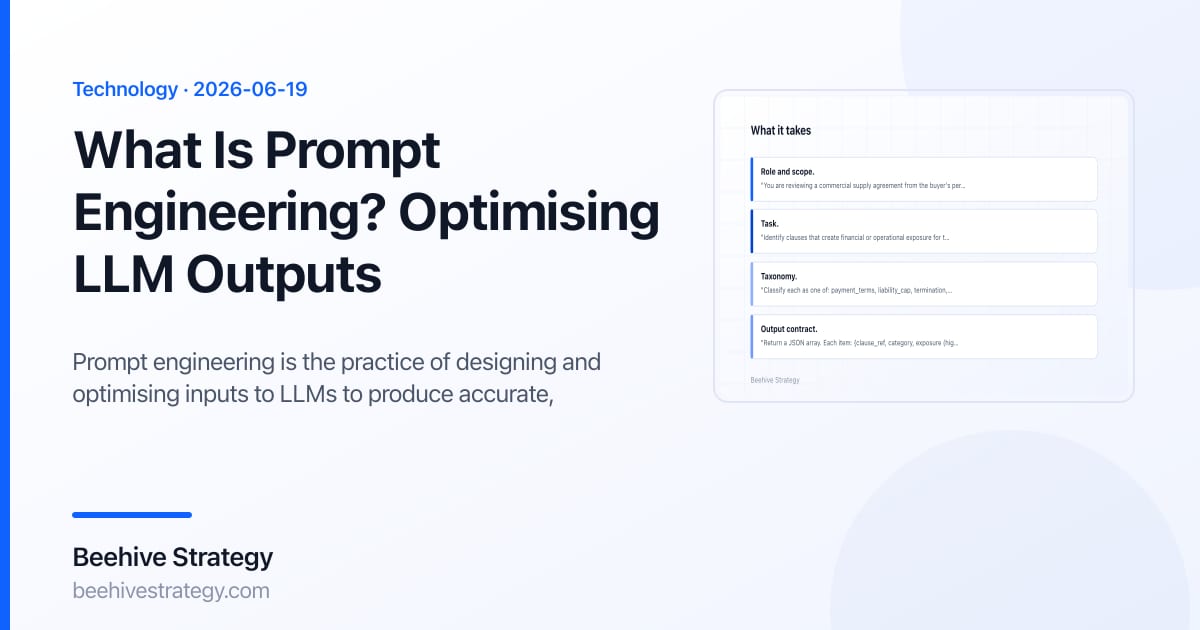 Technology · 2026-06-19
What Is Prompt
Engineering? Optimising
LLM Outputs
Prompt engineering is the practice of designing and
optimising inputs to LLMs to produce accurate,
Beehive Strategy
beehivestrategy.com
What it takes
Role and scope.
"You are reviewing a commercial supply agreement from the buyer's per...
Task.
"Identify clauses that create financial or operational exposure for t...
Taxonomy.
"Classify each as one of: payment_terms, liability_cap, termination,...
Output contract.
"Return a JSON array. Each item: {clause_ref, category, exposure (hig...
Beehive Strategy